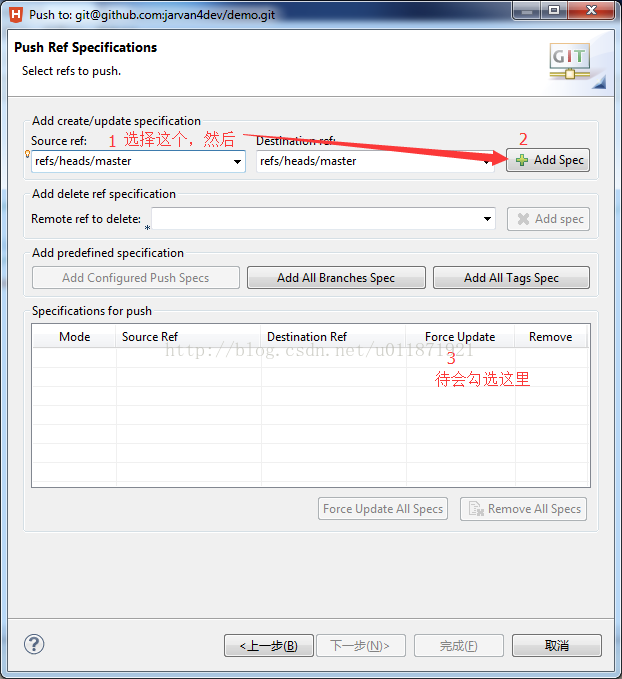 Push to: git@github.com:jarvan4dev/demo.git
Push Ref Specifications
Select refs to push.
GIT
Add create/update specification
Source ref:
1 选择这个，然后
Destination ref:
2
refs/heads/master
refs/heads/master
Add Spec
Add delete ref specification
Remote ref to delete:
*
Add spec
Add predefined specification
Add Configured Push Specs
Add All Branches Spec
Add All Tags Spec
Specifications for push
Mode
Source Ref
Destination Ref
Force Update
Remove
http://blog.csdn.net/u011871921
3
待会勾选这里
Force Update All Specs
Remove All Specs
?
<上一步(B)
下一步(N)>
完成(F)
取消